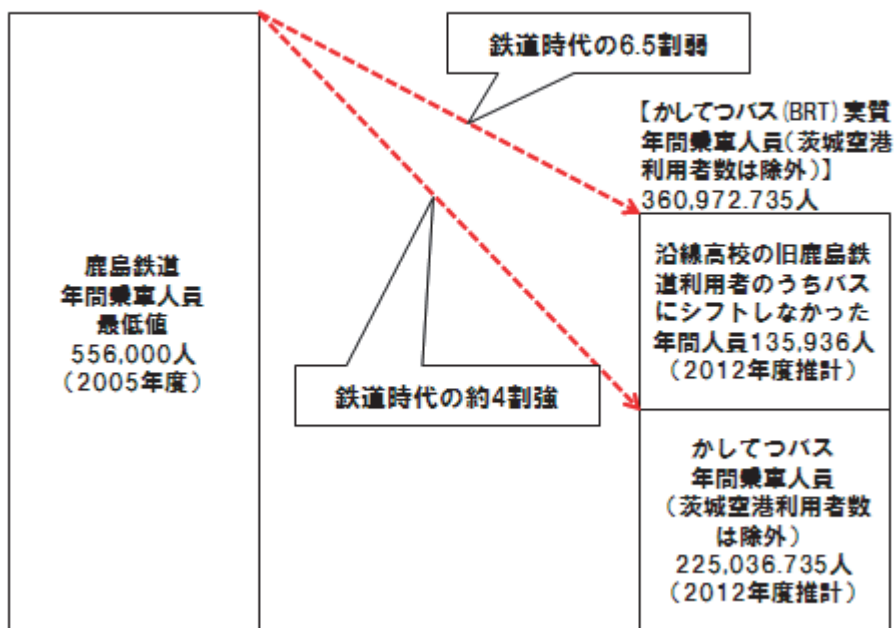 鉄道時代の6.5割弱
【かしてつバス(BRT)実質
年間乗車人員(茨城空港
利用者数は除外)】
360,972.735人
鹿島鉄道
年間乗車人員
最低値
556,000人
(2005年度)
沿線高校の旧鹿島鉄
道利用者のうちバス
にシフトしなかった
年間人員135,936人
(2012年度推計)
鉄道時代の約4割強
かしてつバス
年間乗車人員
(茨城空港利用者数
は除外)
225,036.735人
(2012年度推計)